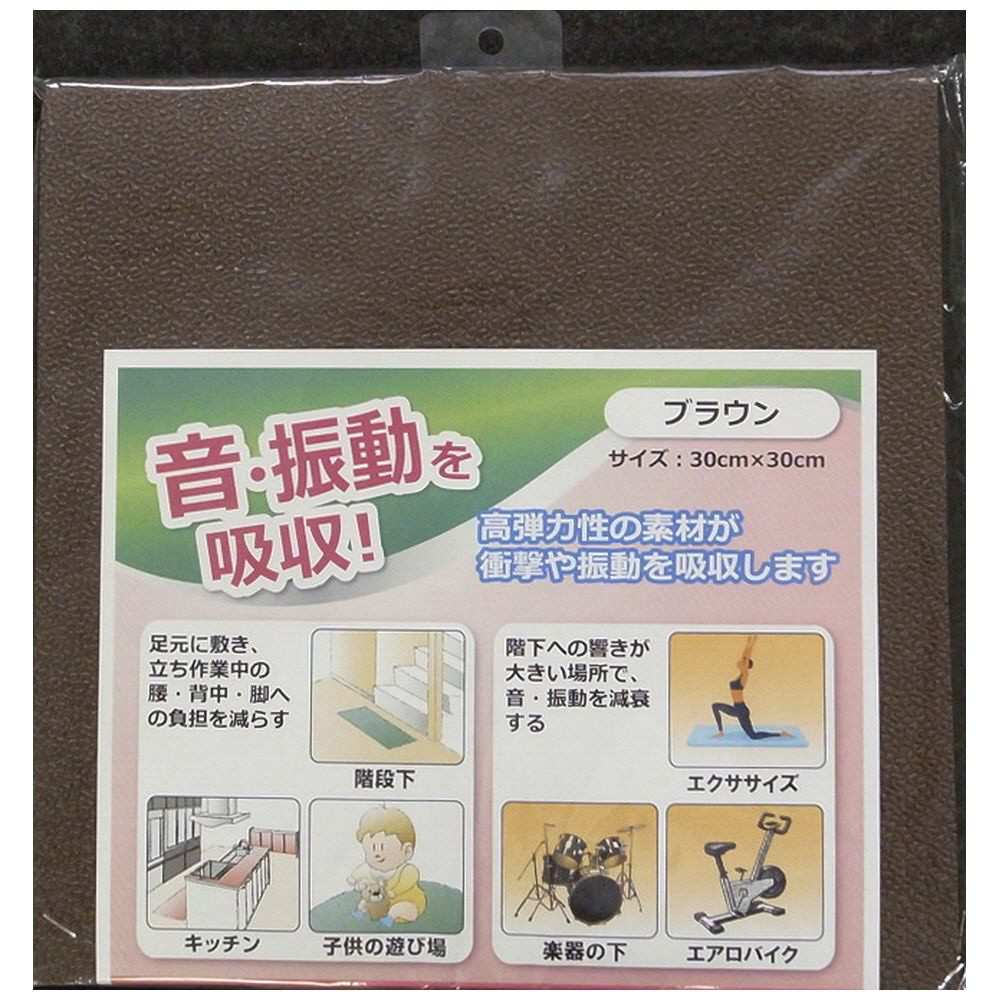 音・振動を
吸収!
ブラウン
サイズ：30cm×30cm
高弾力性の素材が
衝撃や振動を吸収します
足元に敷き、
立ち作業中の
腰・背中・脚へ
の負担を減らす
階段下
キッチン
子供の遊び場
階下への響きが
大きい場所で、
音・振動を減衰
する
エクササイズ
楽器の下
エアロバイク